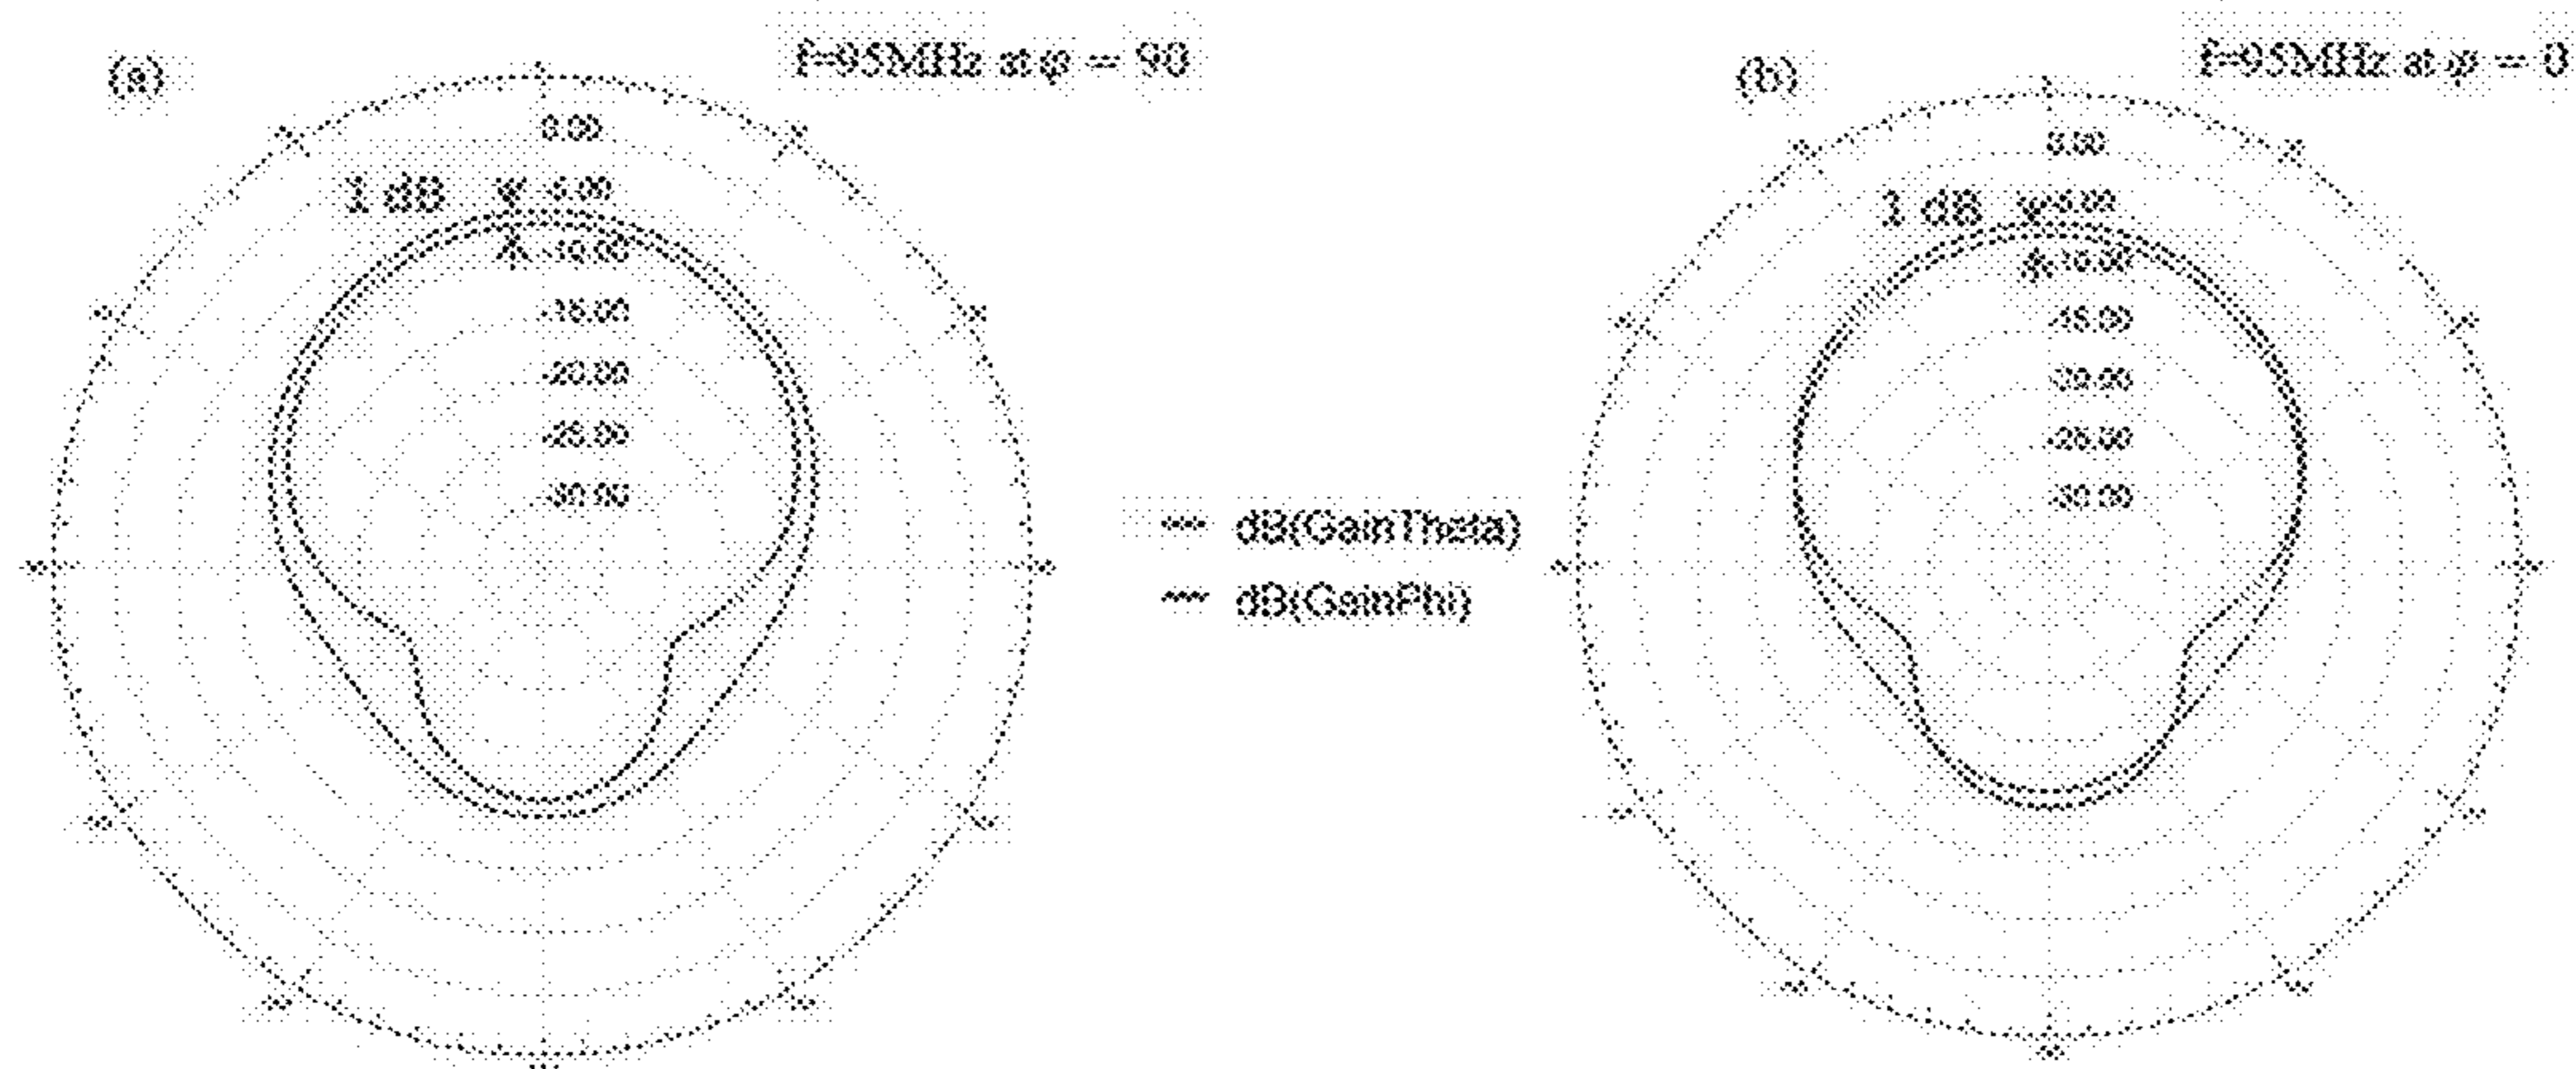 (a)
f=95MHz at φ = 90
0.00
1 dB
-5.00
-10.00
-15.00
-20.00
-25.00
-30.00
dB(GainTheta)
dB(GainPhi)
(b)
f=95MHz at φ = 0
0.00
1 dB
-5.00
-10.00
-15.00
-20.00
-25.00
-30.00